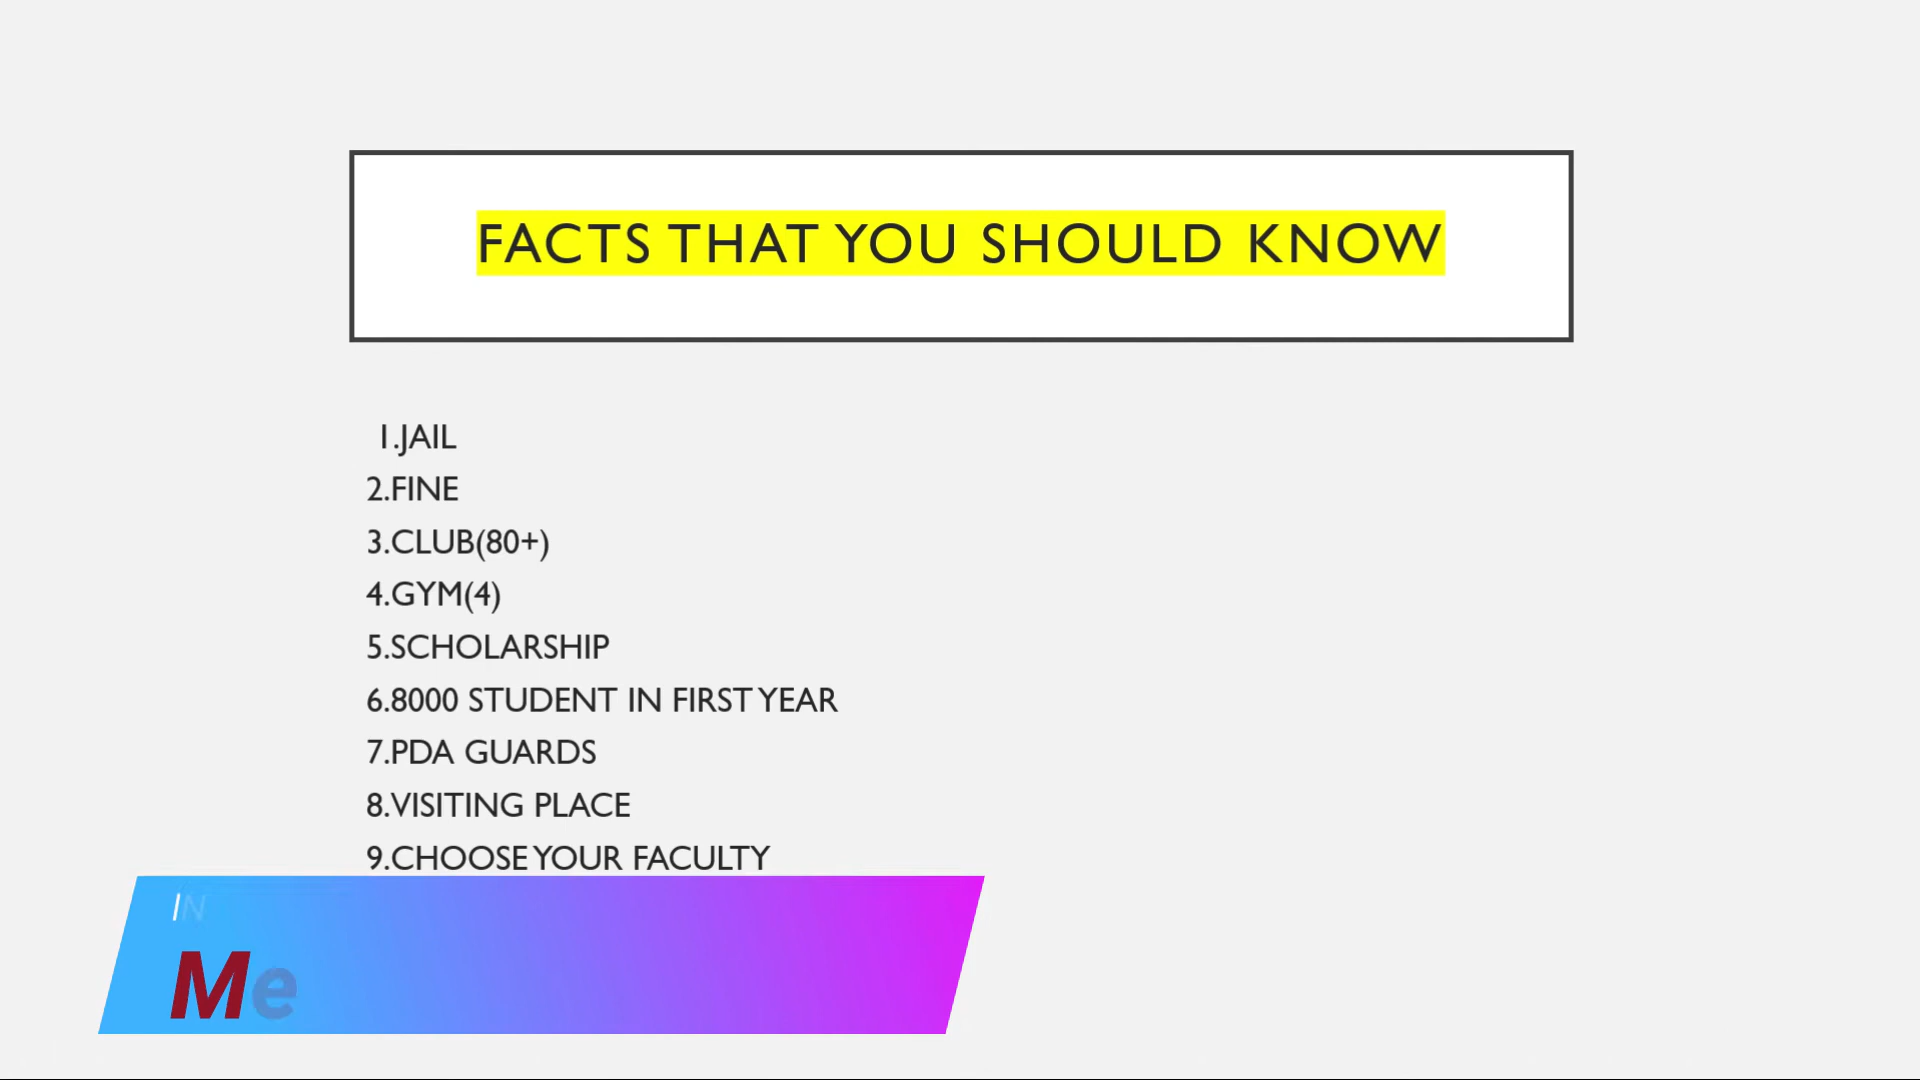 FACTS THAT YOU SHOULD KNOW
1.JAIL
2.FINE
3.CLUB(80+)
4.GYM(4)
5.SCHOLARSHIP
6.8000 STUDENT IN FIRST YEAR
7.PDA GUARDS
8.VISITING PLACE
9.CHOOSE YOUR FACULTY
IN
Me